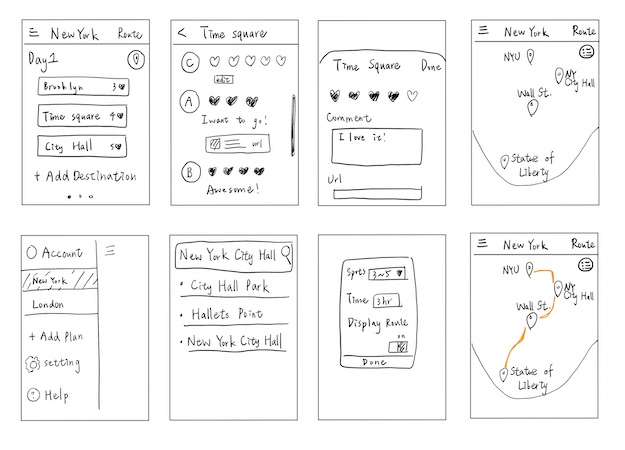 New York Route
Day1
Brooklyn 3
Time square 4
City Hall 5
+ Add Destination
< Time square
C
edit
A
I want to go!
url
B
Awesome!
Time Square Done
Comment
I love it!
Url
New York Route
NYU
NY
City Hall
Wall St.
Statue of
Liberty
Account
New York
London
+ Add Plan
setting
? Help
New York City Hall
• City Hall Park
• Hallets Point
• New York City Hall
3~5
Time 3hr
Display Route
on
Done
New York Route
NYU
NY
City Hall
Wall St.
Statue of
Liberty